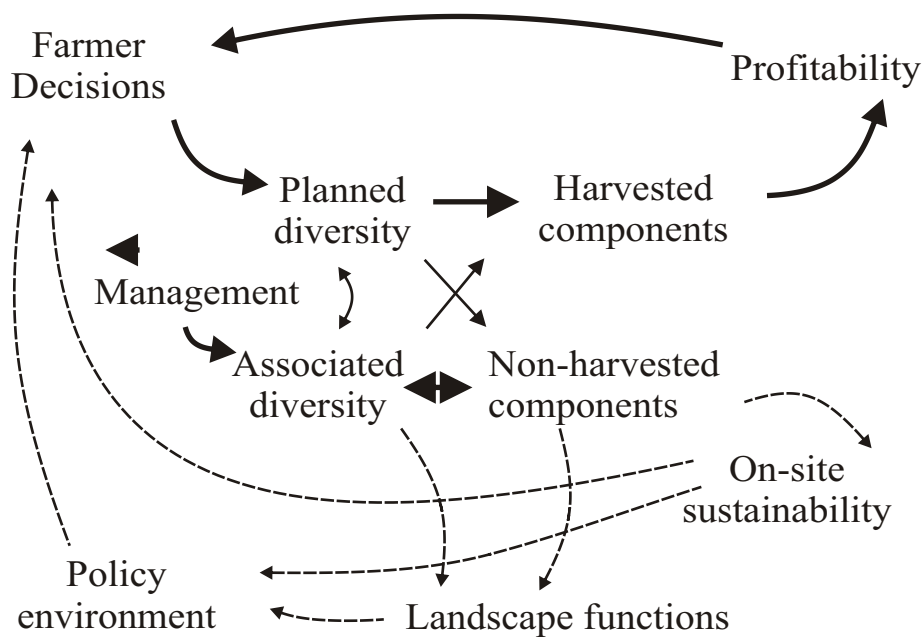 Farmer
Decisions
Profitability
Planned
diversity
Harvested
components
Management
Associated
diversity
Non-harvested
components
On-site
sustainability
Policy
environment
Landscape functions